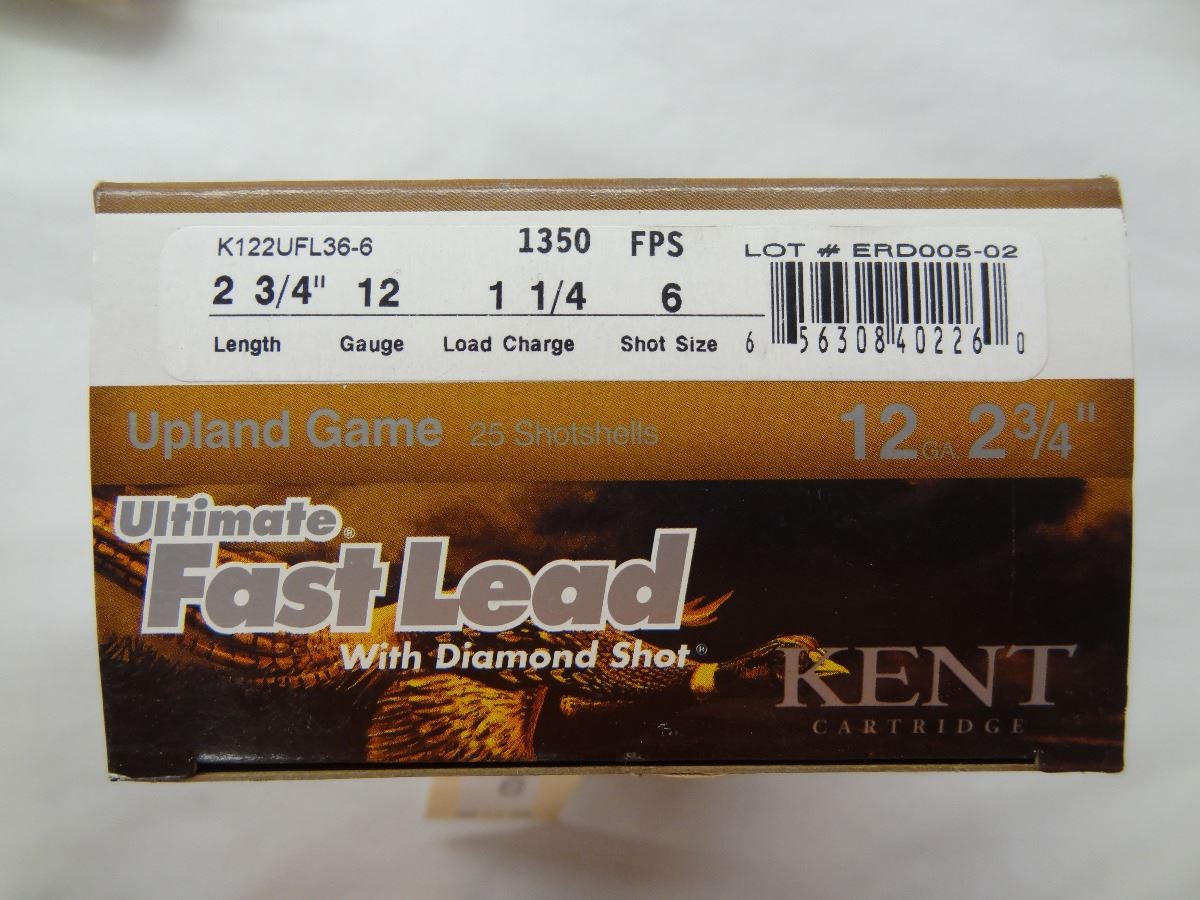 K122UFL36-6 1350 FPS LOT # ERD005-02
2 3/4" 12 1 1/4 6
Length Gauge Load Charge Shot Size
6 56308 40226 0
Upland Game 25 Shotshells 12 GA. 2 3/4"
Ultimate®
Fast Lead
With Diamond Shot®
KENT
CARTRIDGE